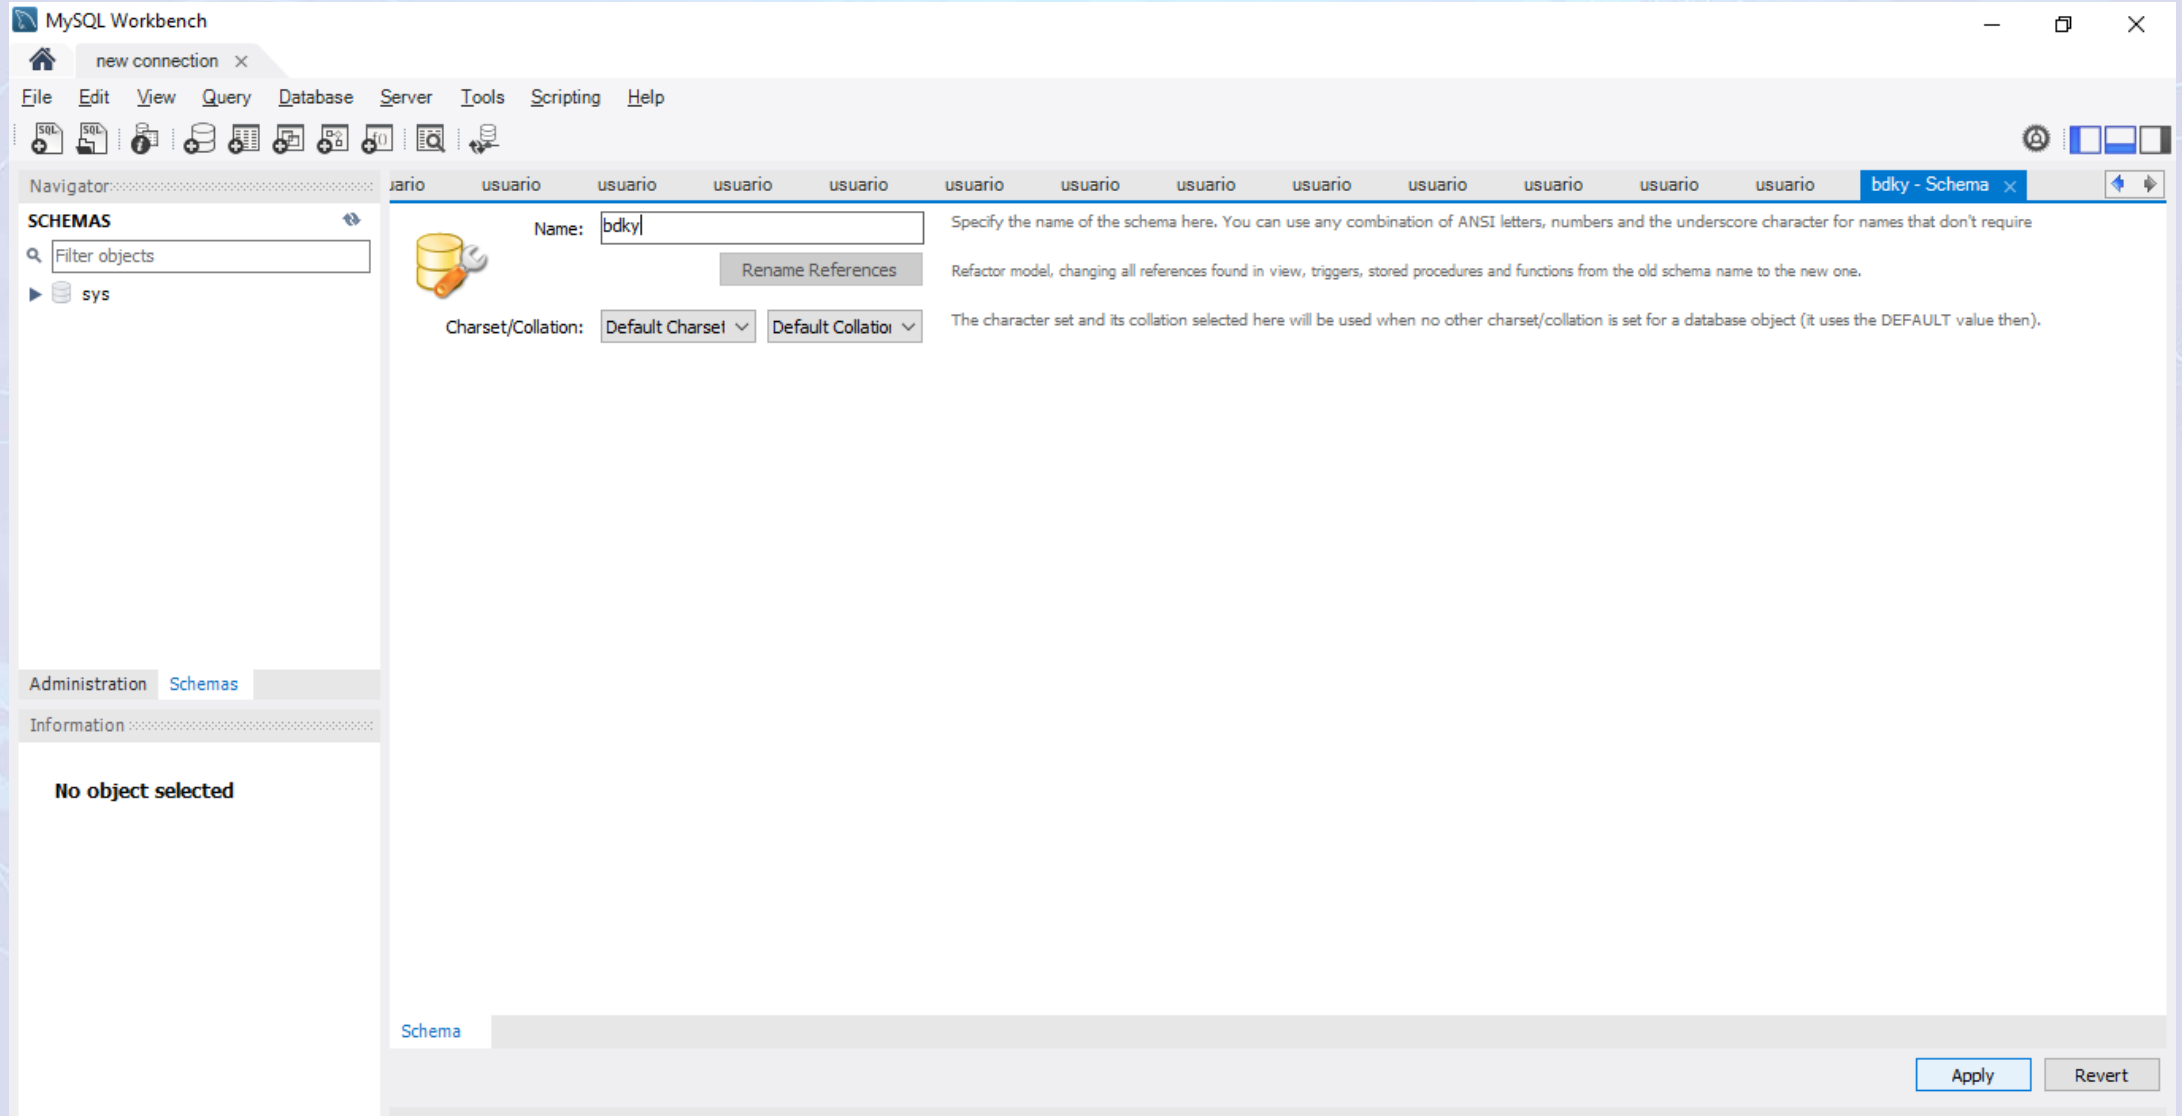 MySQL Workbench
new connection
File Edit View Query Database Server Tools Scripting Help
SQL SQL f()
Navigator
SCHEMAS
Filter objects
sys
Administration Schemas
Information
No object selected
uario usuario usuario usuario usuario usuario usuario usuario usuario usuario usuario usuario usuario bdky - Schema
Name: bdky Specify the name of the schema here. You can use any combination of ANSI letters, numbers and the underscore character for names that don't require
Rename References Refactor model, changing all references found in view, triggers, stored procedures and functions from the old schema name to the new one.
Charset/Collation: Default Charset Default Collation The character set and its collation selected here will be used when no other charset/collation is set for a database object (it uses the DEFAULT value then).
Schema
Apply Revert